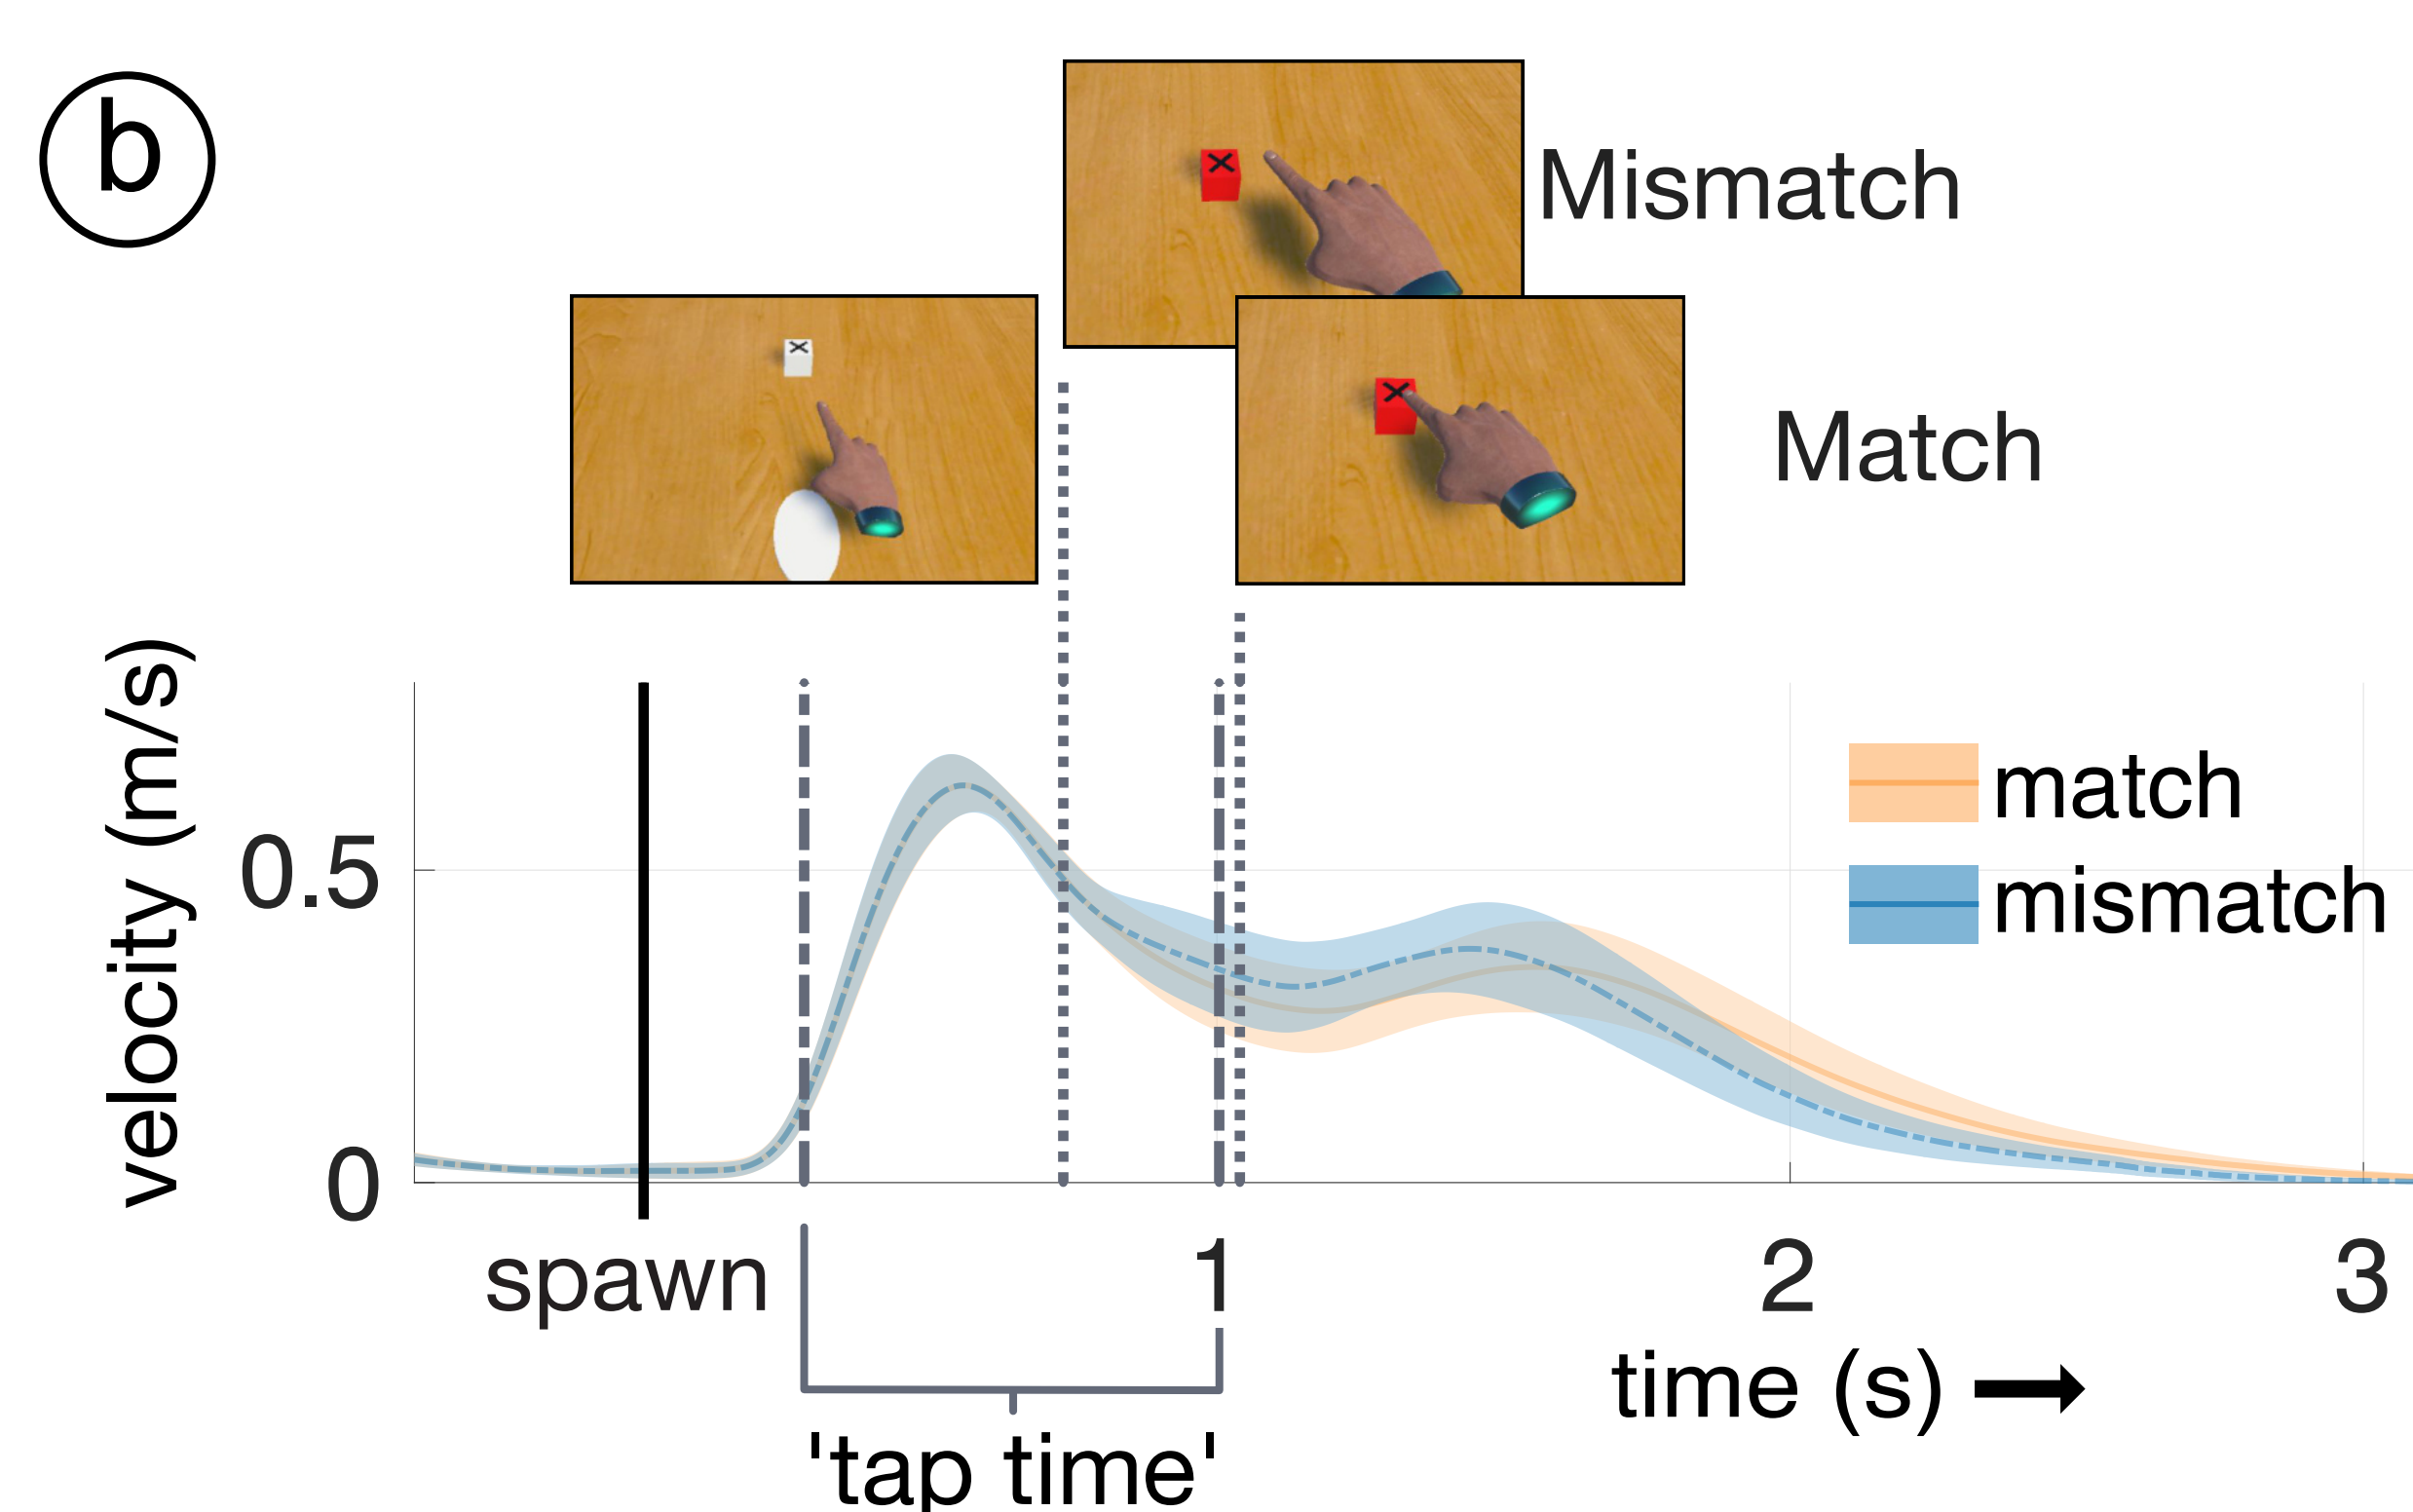 b
Mismatch
Match
velocity (m/s)
0.5
0
match
mismatch
spawn
1
2
3
time (s)
'tap time'